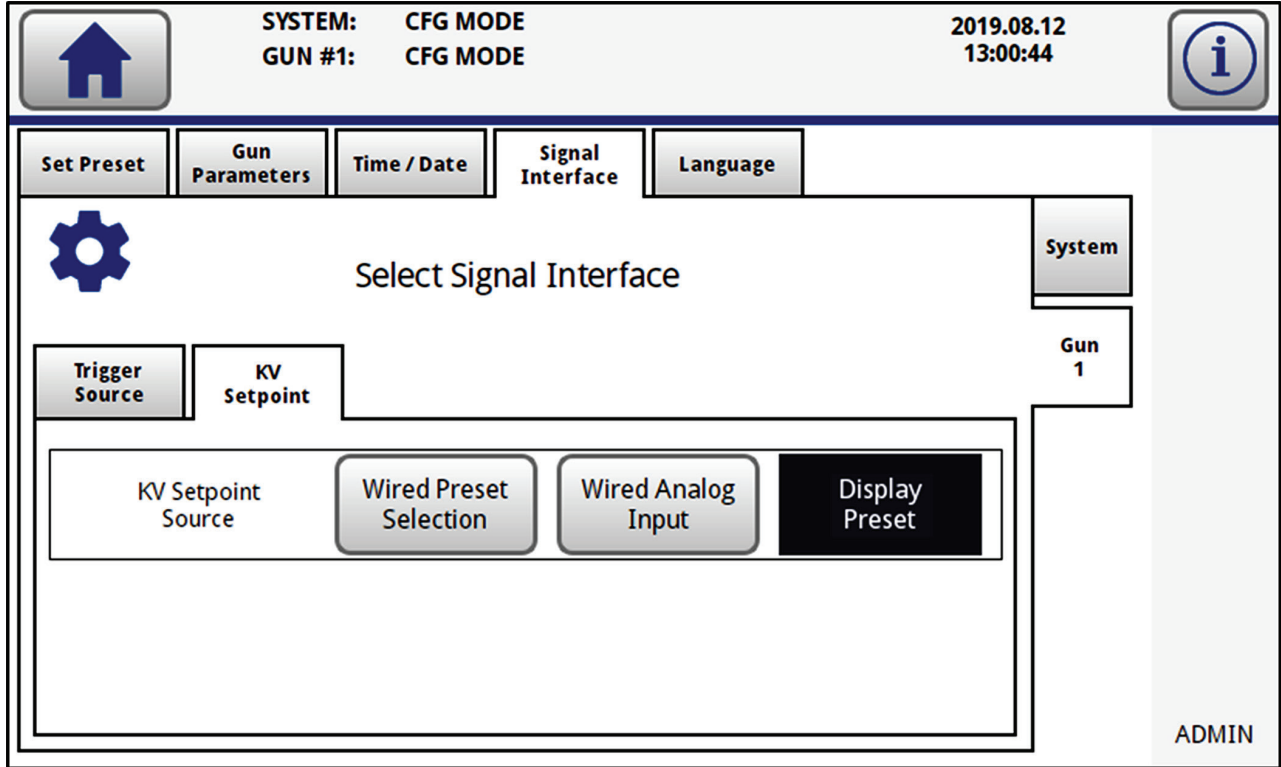 SYSTEM: CFG MODE
GUN #1: CFG MODE
2019.08.12
13:00:44
i
Set Preset
Gun
Parameters
Time / Date
Signal
Interface
Language
System
Gun
1
Select Signal Interface
Trigger
Source
KV
Setpoint
KV Setpoint
Source
Wired Preset
Selection
Wired Analog
Input
Display
Preset
ADMIN